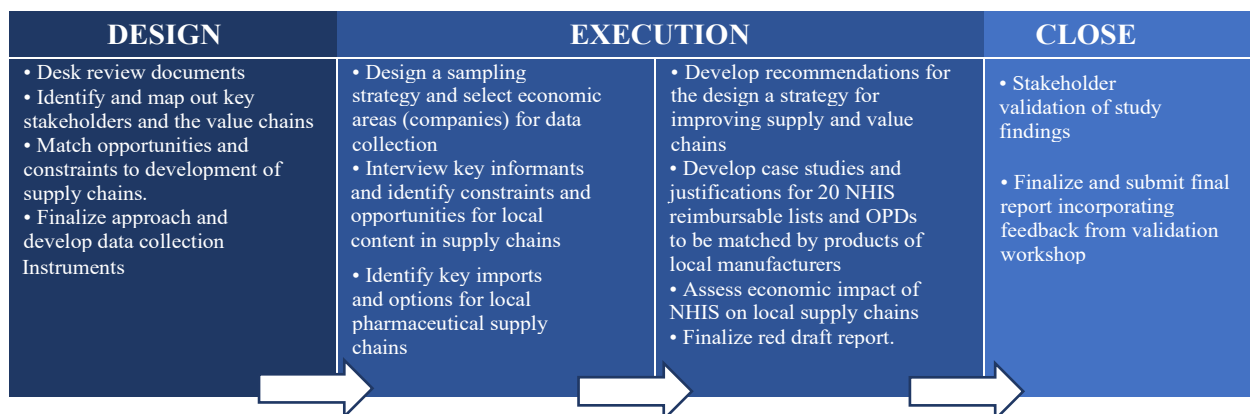 DESIGN
• Desk review documents
• Identify and map out key
stakeholders and the value chains
• Match opportunities and
constraints to development of
supply chains.
• Finalize approach and
develop data collection
Instruments
EXECUTION
• Design a sampling
strategy and select economic
areas (companies) for data
collection
• Interview key informants
and identify constraints and
opportunities for local
content in supply chains
• Identify key imports
and options for local
pharmaceutical supply
chains
• Develop recommendations for
the design a strategy for
improving supply and value
chains
• Develop case studies and
justifications for 20 NHIS
reimbursable lists and OPDs
to be matched by products of
local manufacturers
• Assess economic impact of
NHIS on local supply chains
• Finalize red draft report.
CLOSE
• Stakeholder
validation of study
findings
• Finalize and submit final
report incorporating
feedback from validation
workshop